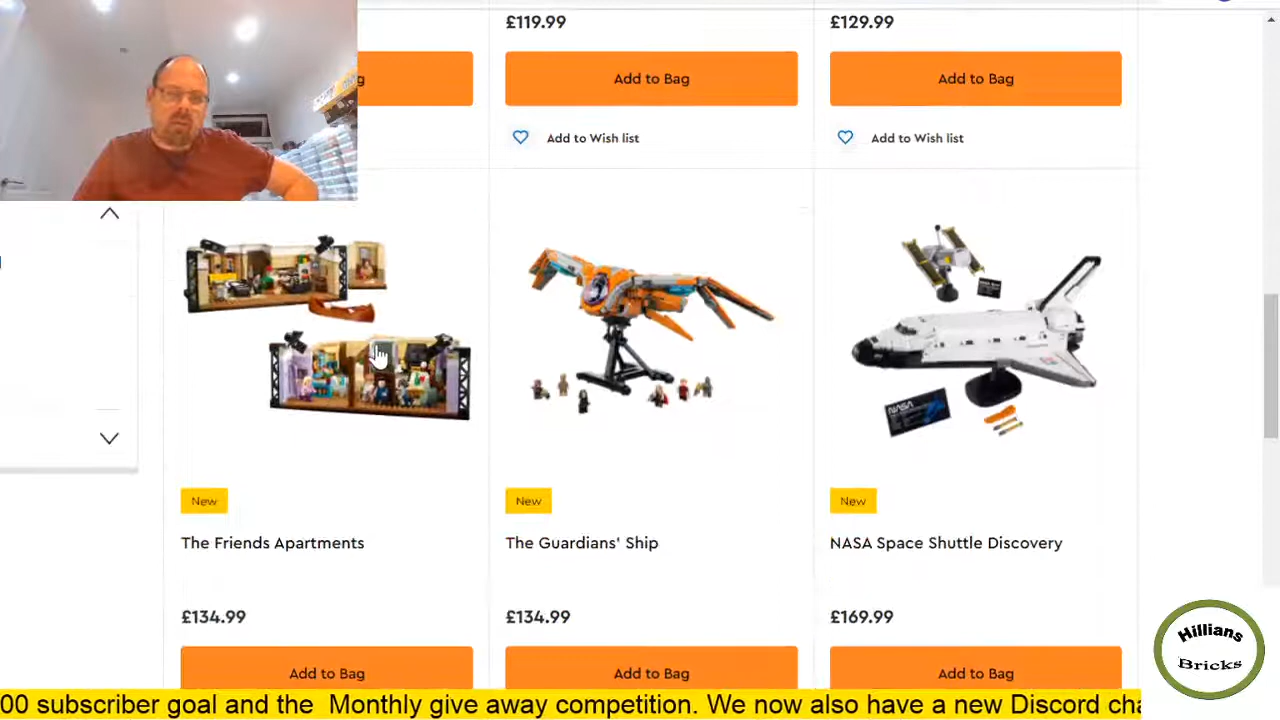 £119.99
£129.99
g
Add to Bag
Add to Bag
Add to Wish list
Add to Wish list
NASA
New
New
New
The Friends Apartments
The Guardians' Ship
NASA Space Shuttle Discovery
£134.99
£134.99
£169.99
Add to Bag
Add to Bag
Add to Bag
Hillians
Bricks
00 subscriber goal and the Monthly give away competition. We now also have a new Discord cha